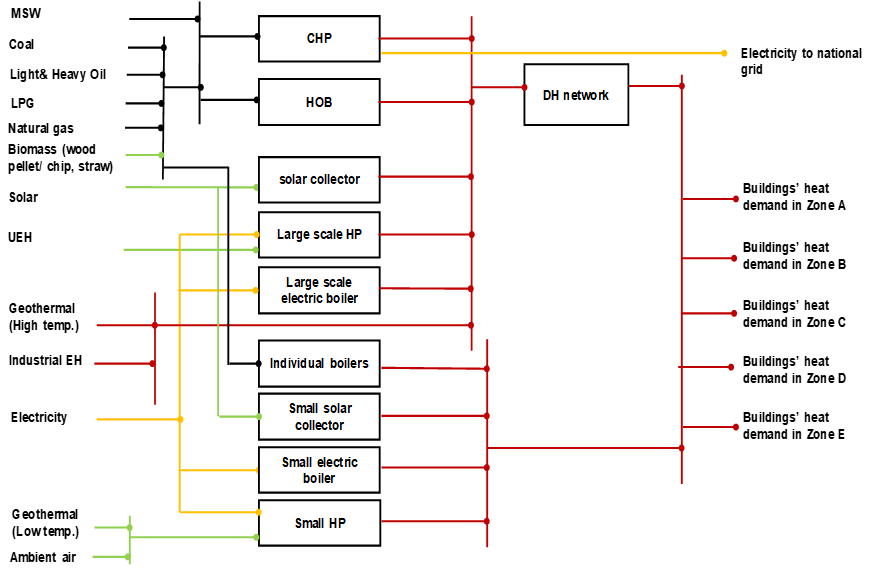 MSW
Coal
Light& Heavy Oil
LPG
Natural gas
Biomass (wood
pellet/ chip, straw)
Solar
UEH
Geothermal
(High temp.)
Industrial EH
Electricity
Geothermal
(Low temp.)
Ambient air
CHP
HOB
solar collector
Large scale HP
Large scale
electric boiler
Individual boilers
Small solar
collector
Small electric
boiler
Small HP
DH network
Electricity to national
grid
Buildings’ heat
demand in Zone A
Buildings’ heat
demand in Zone B
Buildings’ heat
demand in Zone C
Buildings’ heat
demand in Zone D
Buildings’ heat
demand in Zone E